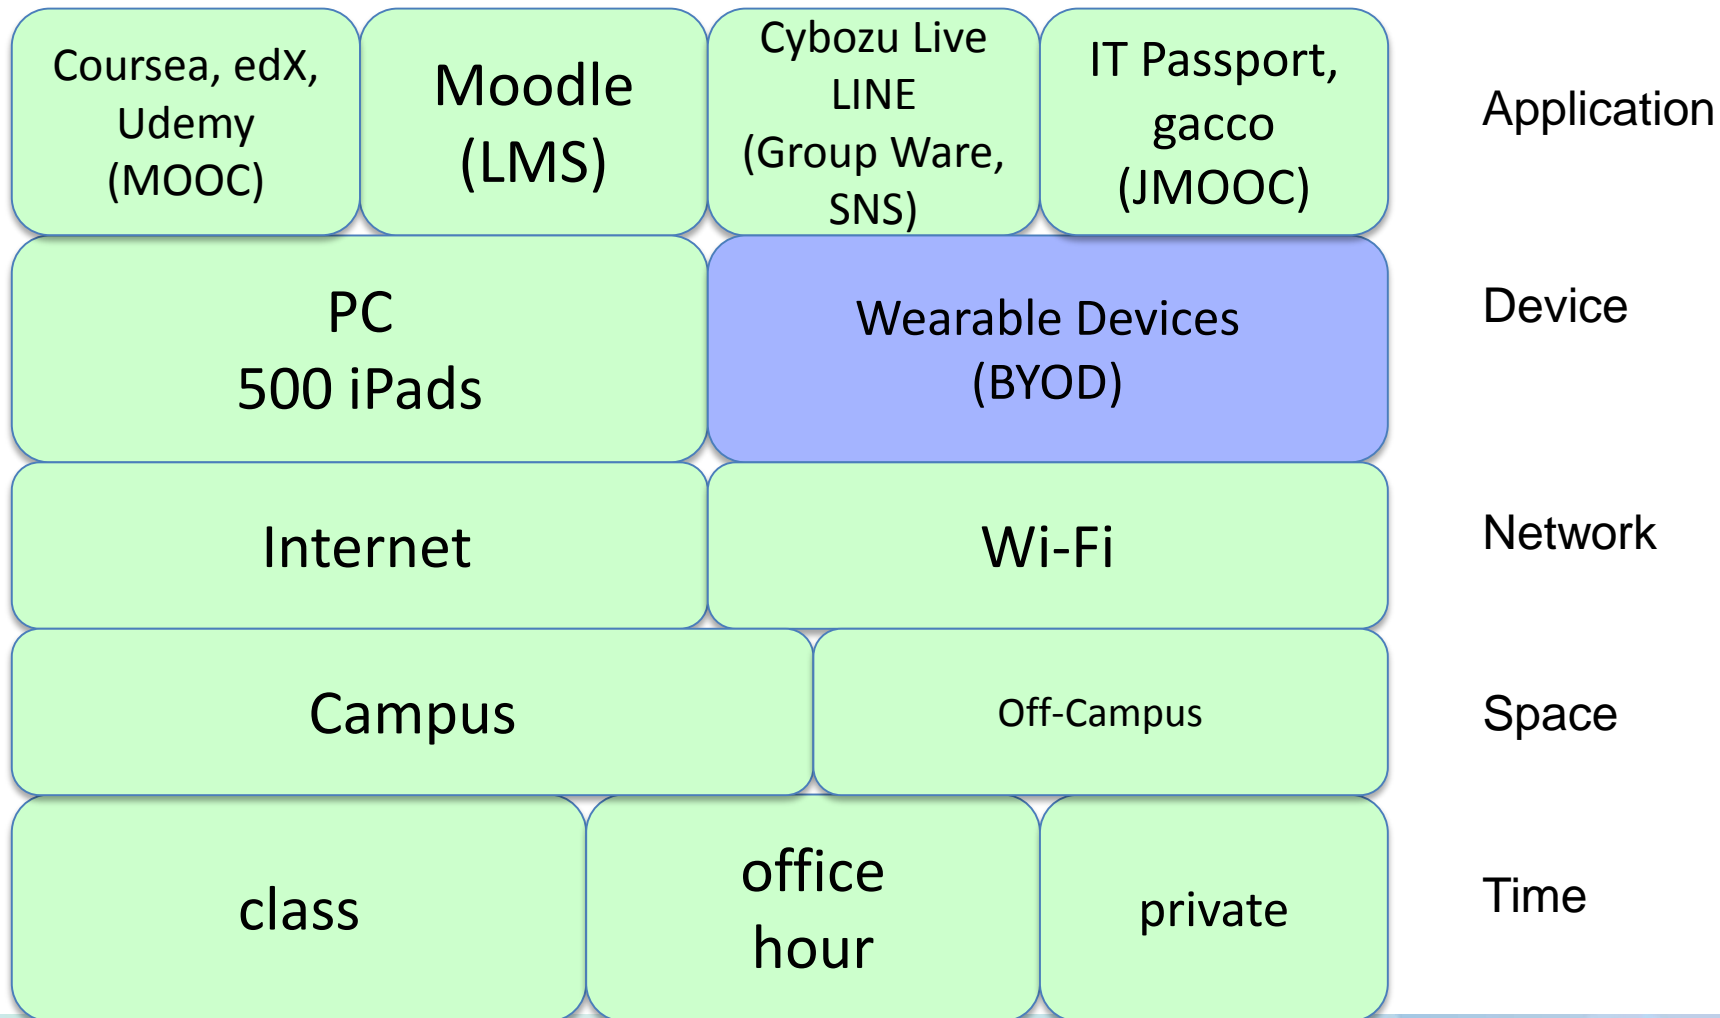 Coursea, edX,
Udemy
(MOOC)
Moodle
(LMS)
Cybozu Live
LINE
(Group Ware,
SNS)
IT Passport,
gacco
(JMOOC)
Application
PC
500 iPads
Wearable Devices
(BYOD)
Device
Internet
Wi-Fi
Network
Campus
Off-Campus
Space
class
office
hour
private
Time